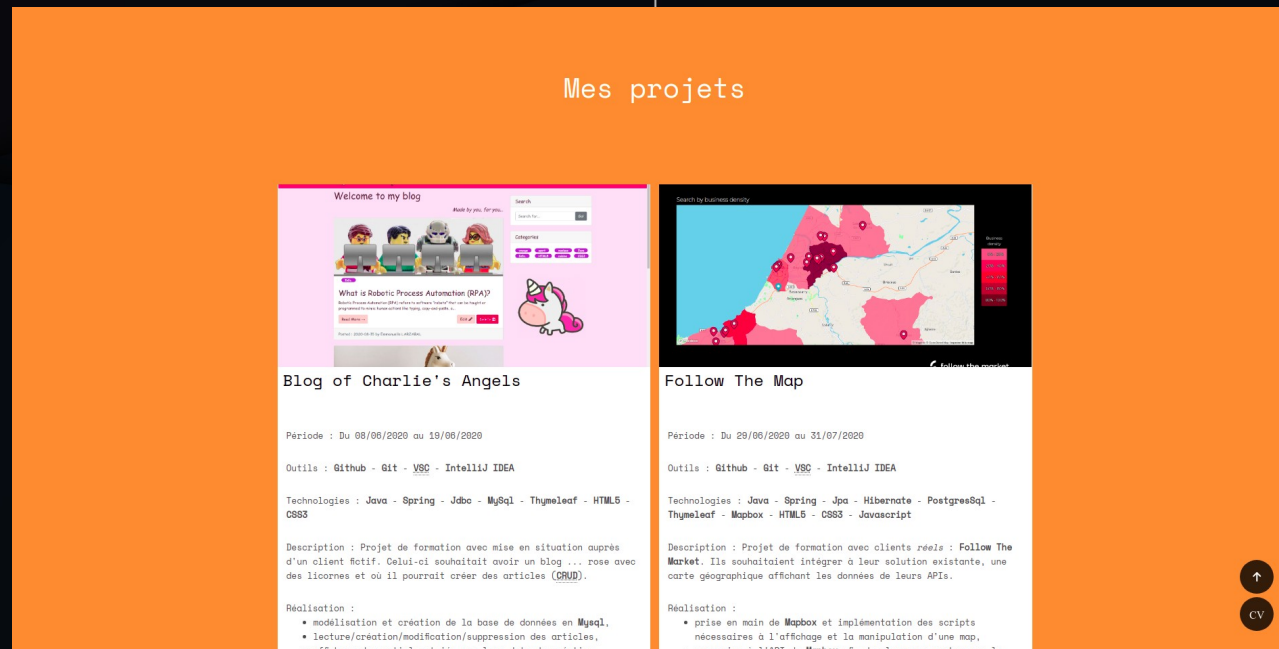 Mes projets
Welcome to my blog
Made by you, for you..
Search
Search for...
Go!
Categories
What is Robotic Process Automation (RPA)?
Read More →
Search by business density
Business
density
follow the market
Blog of Charlie's Angels
Période : Du 08/06/2020 au 19/06/2020
Outils : Github - Git - VSC - IntelliJ IDEA
Technologies : Java - Spring - Jdbc - MySql - Thymeleaf - HTML5 -
CSS3
Description : Projet de formation avec mise en situation auprès
d'un client fictif. Celui-ci souhaitait avoir un blog ... rose avec
des licornes et où il pourrait créer des articles (CRUD).
Réalisation :
• modélisation et création de la base de données en Mysql,
• lecture/création/modification/suppression des articles,
Follow The Map
Période : Du 29/06/2020 au 31/07/2020
Outils : Github - Git - VSC - IntelliJ IDEA
Technologies : Java - Spring - Jpa - Hibernate - PostgresSql -
Thymeleaf - Mapbox - HTML5 - CSS3 - Javascript
Description : Projet de formation avec clients réels : Follow The
Market. Ils souhaitaient intégrer à leur solution existante, une
carte géographique affichant les données de leurs APIs.
Réalisation :
• prise en main de Mapbox et implémentation des scripts
nécessaires à l'affichage et la manipulation d'une map,
CV